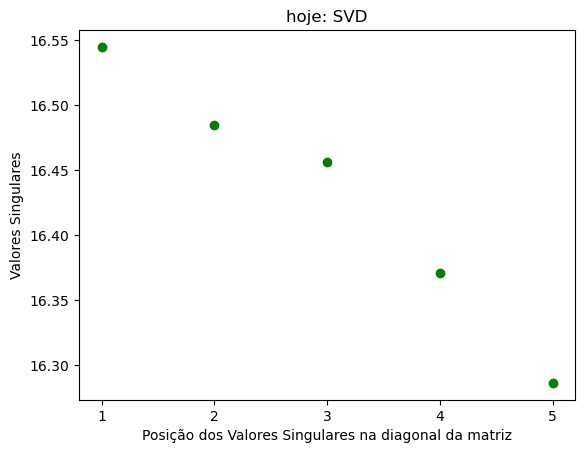 hoje: SVD
Valores Singulares
16.55
16.50
16.45
16.40
16.35
16.30
1 2 3 4 5
Posição dos Valores Singulares na diagonal da matriz